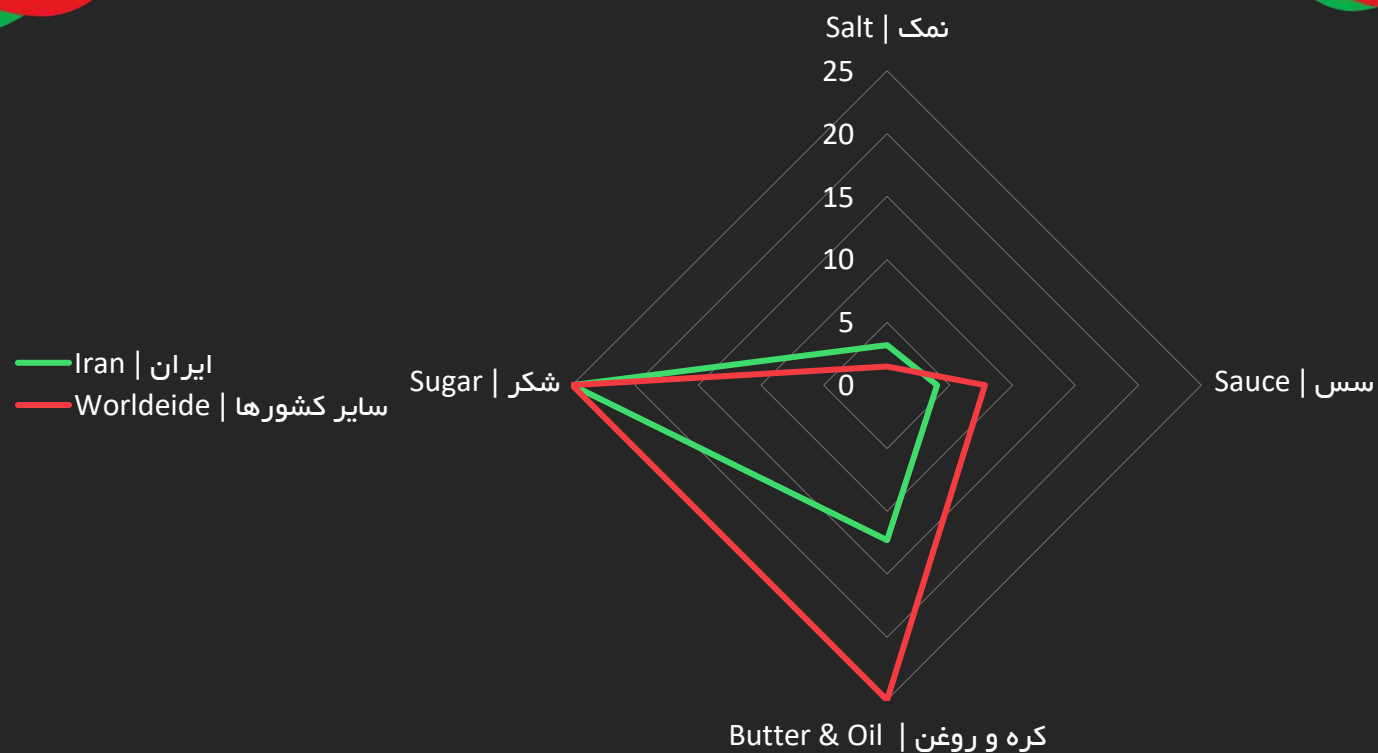 Salt | نمک
25
20
15
10
5
0
Iran | ایران
Worldeide | سایر کشورها
Sugar | شکر
Sauce | سس
Butter & Oil | کره و روغن